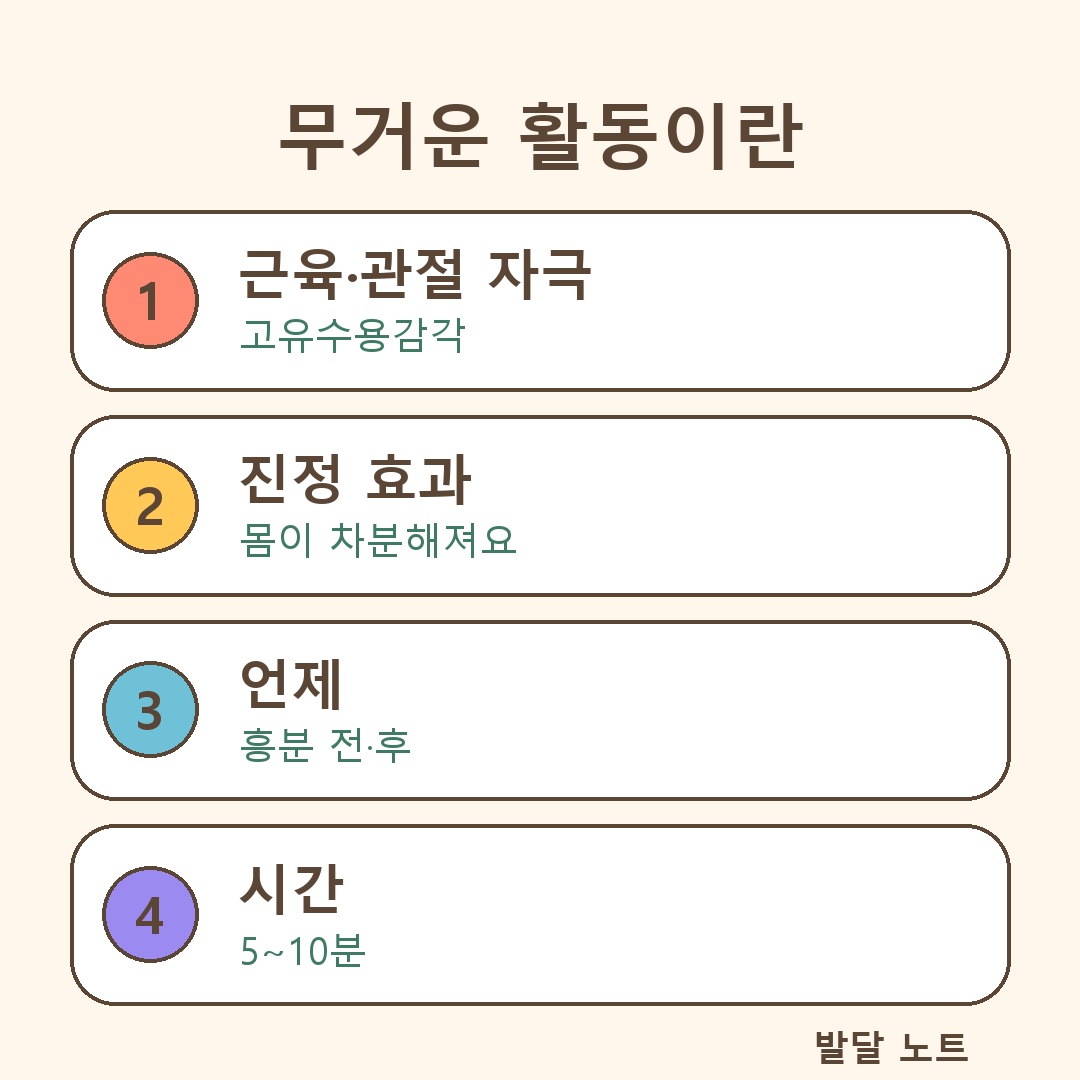 무거운 활동이란
1
근육·관절 자극
고유수용감각
2
진정 효과
몸이 차분해져요
3
언제
흥분 전·후
4
시간
5~10분
발달 노트